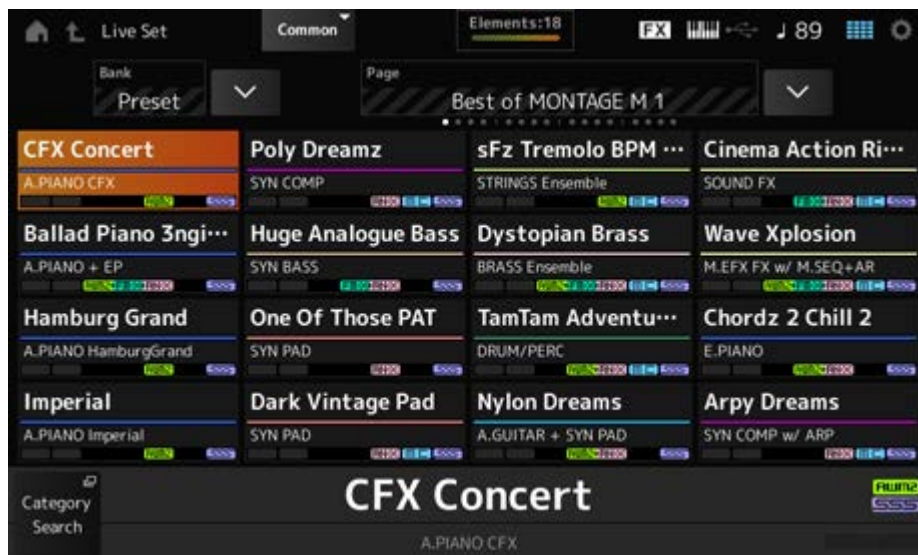 Live Set
Common
Elements:18
FX
89
Bank
Preset
Page
Best of MONTAGE M 1
CFX Concert
A.PIANO CFX
AWM2
SSS
Poly Dreamz
SYN COMP
sFz Tremolo BPM ···
STRINGS Ensemble
Cinema Action Ri···
SOUND FX
Ballad Piano 3ngi···
A.PIANO + EP
Huge Analogue Bass
SYN BASS
Dystopian Brass
BRASS Ensemble
Wave Xplosion
M.EFX FX w/ M.SEQ+AR
Hamburg Grand
A.PIANO HamburgGrand
One Of Those PAT
SYN PAD
TamTam Adventu···
DRUM/PERC
Chordz 2 Chill 2
E.PIANO
Imperial
A.PIANO Imperial
Dark Vintage Pad
SYN PAD
Nylon Dreams
A.GUITAR + SYN PAD
Arpy Dreams
SYN COMP w/ ARP
Category
Search
CFX Concert
A.PIANO CFX
AWM2
SSS